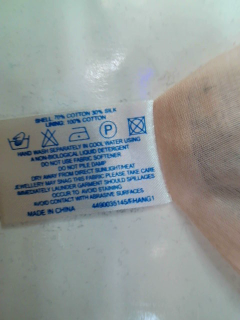 SHELL: 70% COTTON 30% SILK
LINING: 100% COTTON
P
HAND WASH SEPARATELY IN COOL WATER USING
A NON-BIOLOGICAL LIQUID DETERGENT
DO NOT USE FABRIC SOFTENER
DO NOT PILE DAMP
DRY AWAY FROM DIRECT SUNLIGHT/HEAT
JEWELLERY MAY SNAG THIS FABRIC PLEASE TAKE CARE
IMMEDIATELY LAUNDER GARMENT SHOULD SPILLAGES
OCCUR TO AVOID STAINING
AVOID CONTACT WITH ABRASIVE SURFACES
MADE IN CHINA